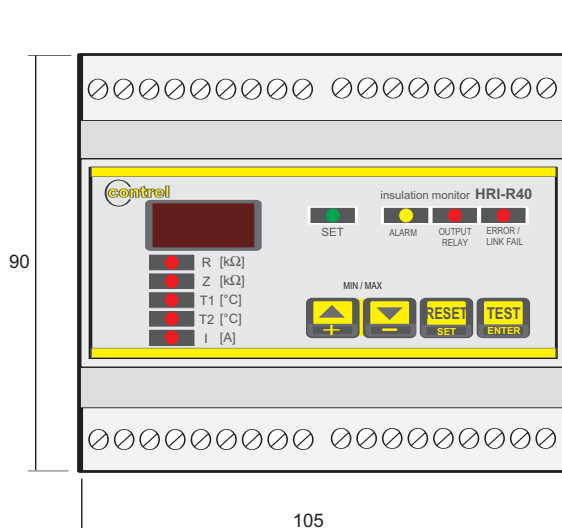 contrel
insulation monitor HRI-R40
SET
ALARM
OUTPUT
RELAY
ERROR /
LINK FAIL
R [kΩ]
Z [kΩ]
T1 [°C]
T2 [°C]
I [A]
MIN / MAX
+
−
RESET
SET
TEST
ENTER
90
105